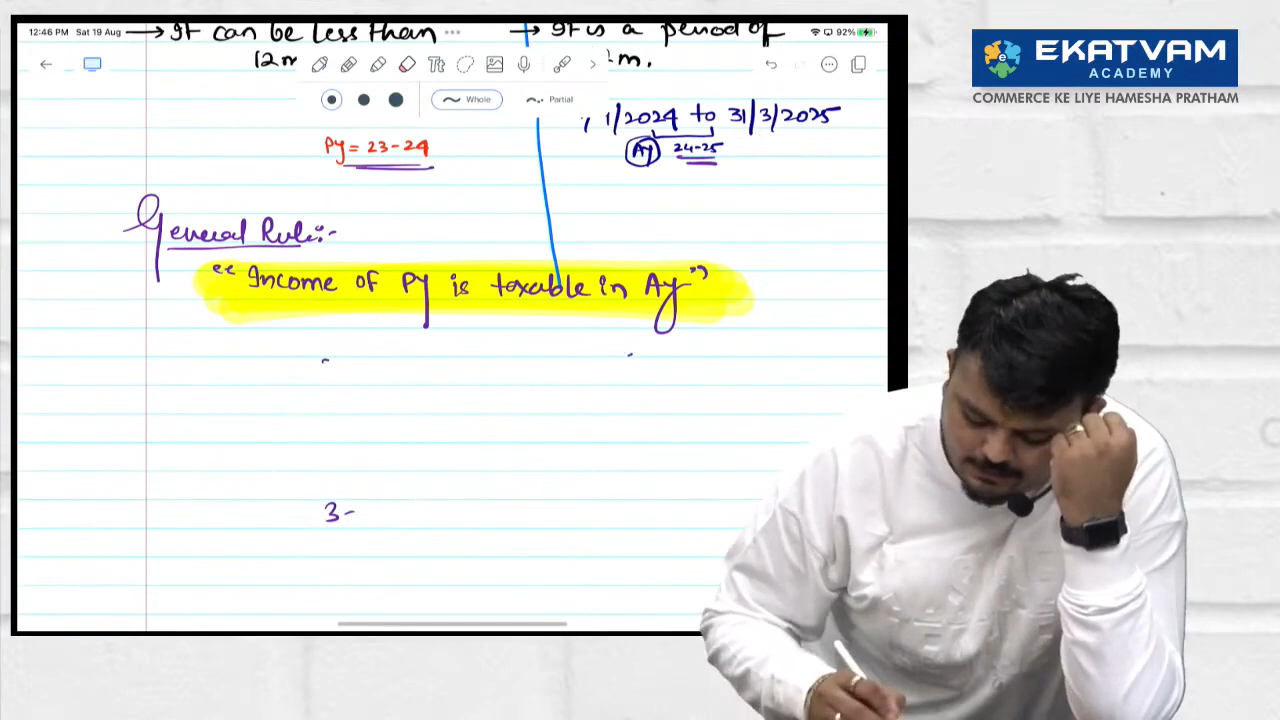 12:46 PM Sat 19 Aug
→ It can be less than
→ It is a period of
92%
12m
m.
Tt
Whole
Partial
1/2024 to 31/3/2025
Py = 23-24
Ay 24-25
General Rule:-
"Income of Py is taxable in Ay"
3-
EKATVAM
ACADEMY
COMMERCE KE LIYE HAMESHA PRATHAM